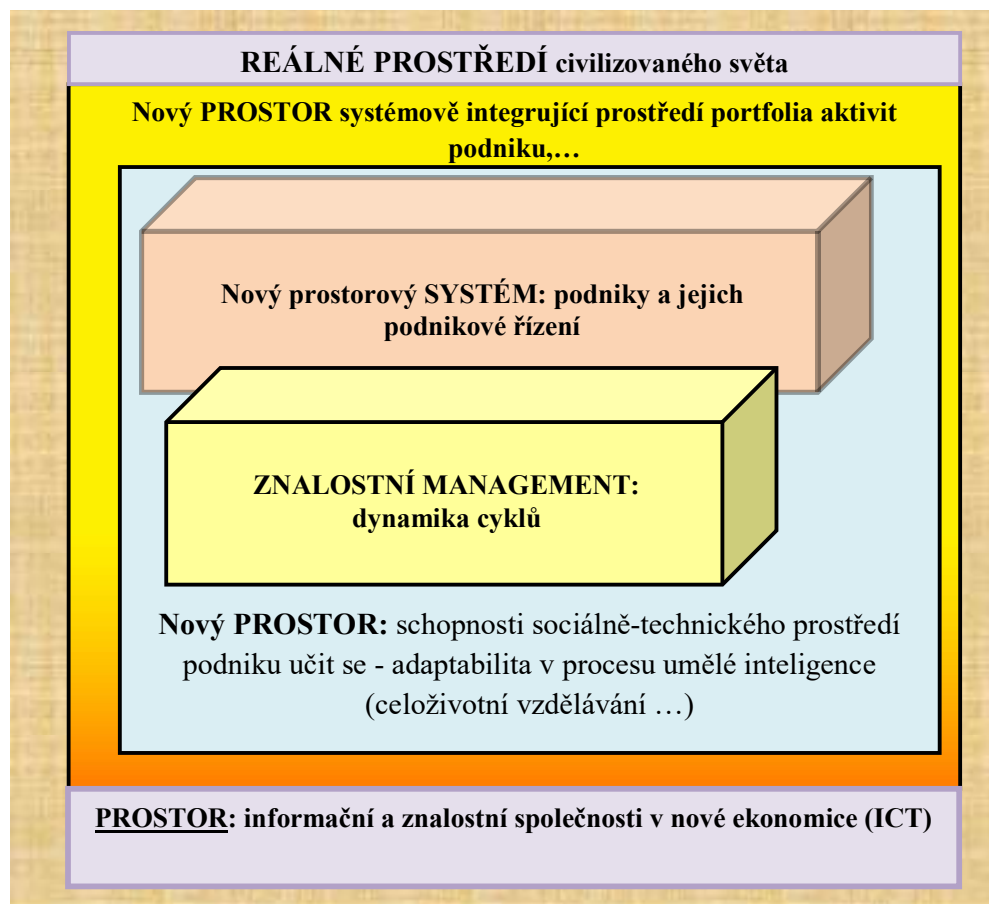 REÁLNÉ PROSTŘEDÍ civilizovaného světa
Nový PROSTOR systémově integrující prostředí portfolia aktivit
podniku,…
Nový prostorový SYSTÉM: podniky a jejich
podnikové řízení
ZNALOSTNÍ MANAGEMENT:
dynamika cyklů
Nový PROSTOR: schopnosti sociálně-technického prostředí
podniku učit se - adaptabilita v procesu umělé inteligence
(celoživotní vzdělávání …)
PROSTOR: informační a znalostní společnosti v nové ekonomice (ICT)